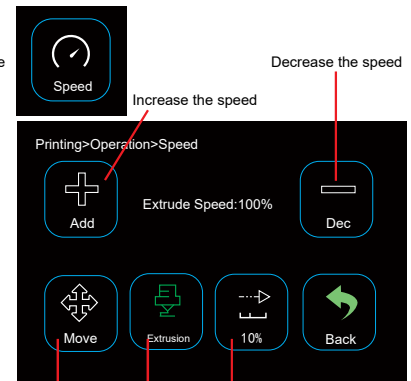 e
Decrease the speed
Speed
Increase the speed
Printing>Operation>Speed
Extrude Speed:100%
Add
Dec
Move
Extrusion
10%
Back